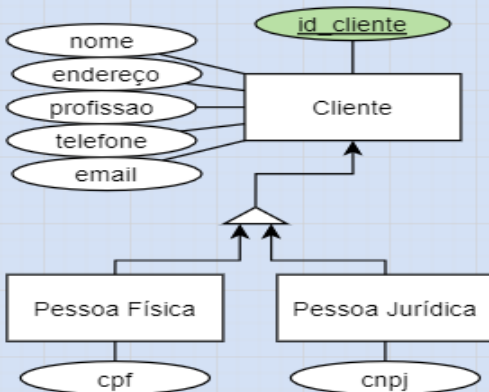 id_cliente
nome
endereço
profissao
telefone
email
Cliente
Pessoa Física
Pessoa Jurídica
cpf
cnpj